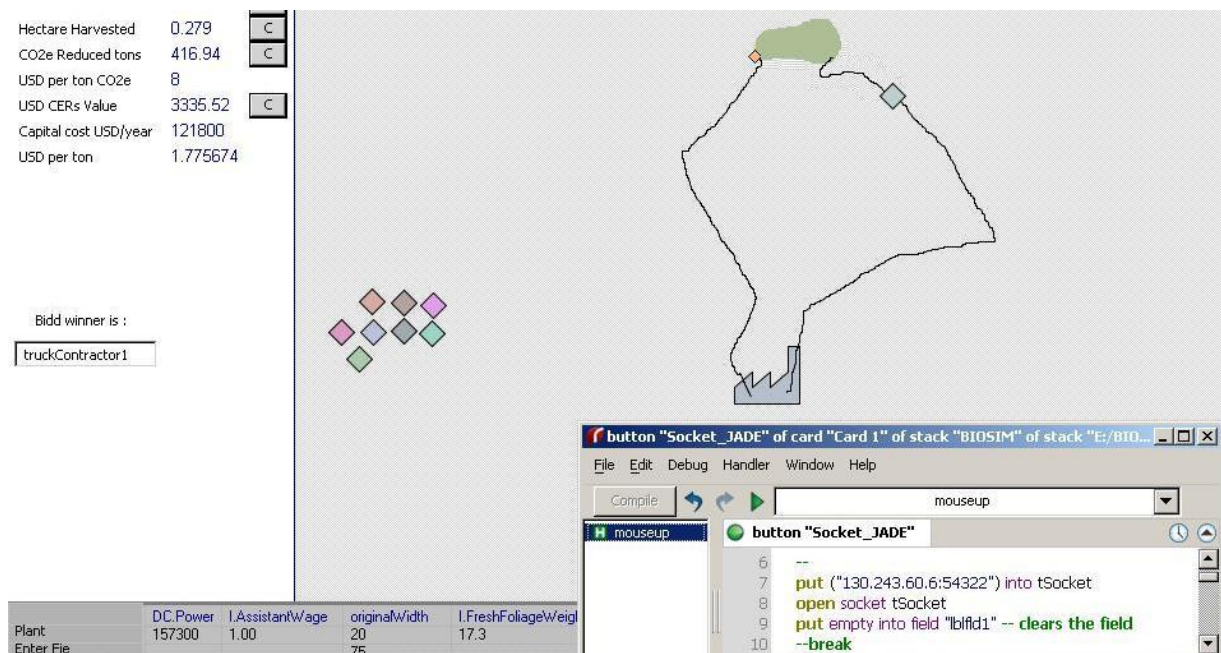 Hectare Harvested 0.279 C
CO2e Reduced tons 416.94 C
USD per ton CO2e 8
USD CERs Value 3335.52 C
Capital cost USD/year 121800
USD per ton 1.775674
Bidd winner is :
truckContractor1
button "Socket_JADE" of card "Card 1" of stack "BIOSIM" of stack "E:/BIO...
File Edit Debug Handler Window Help
Compile mouseup
H mouseup button "Socket_JADE"
6 --
7 put ("130.243.60.6:54322") into tSocket
8 open socket tSocket
9 put empty into field "lblfld1" -- clears the field
10 --break
DC.Power I.AssistantWage originalWidth I.FreshFoliageWeigl
Plant 157300 1.00 20 17.3
Enter Fie 75